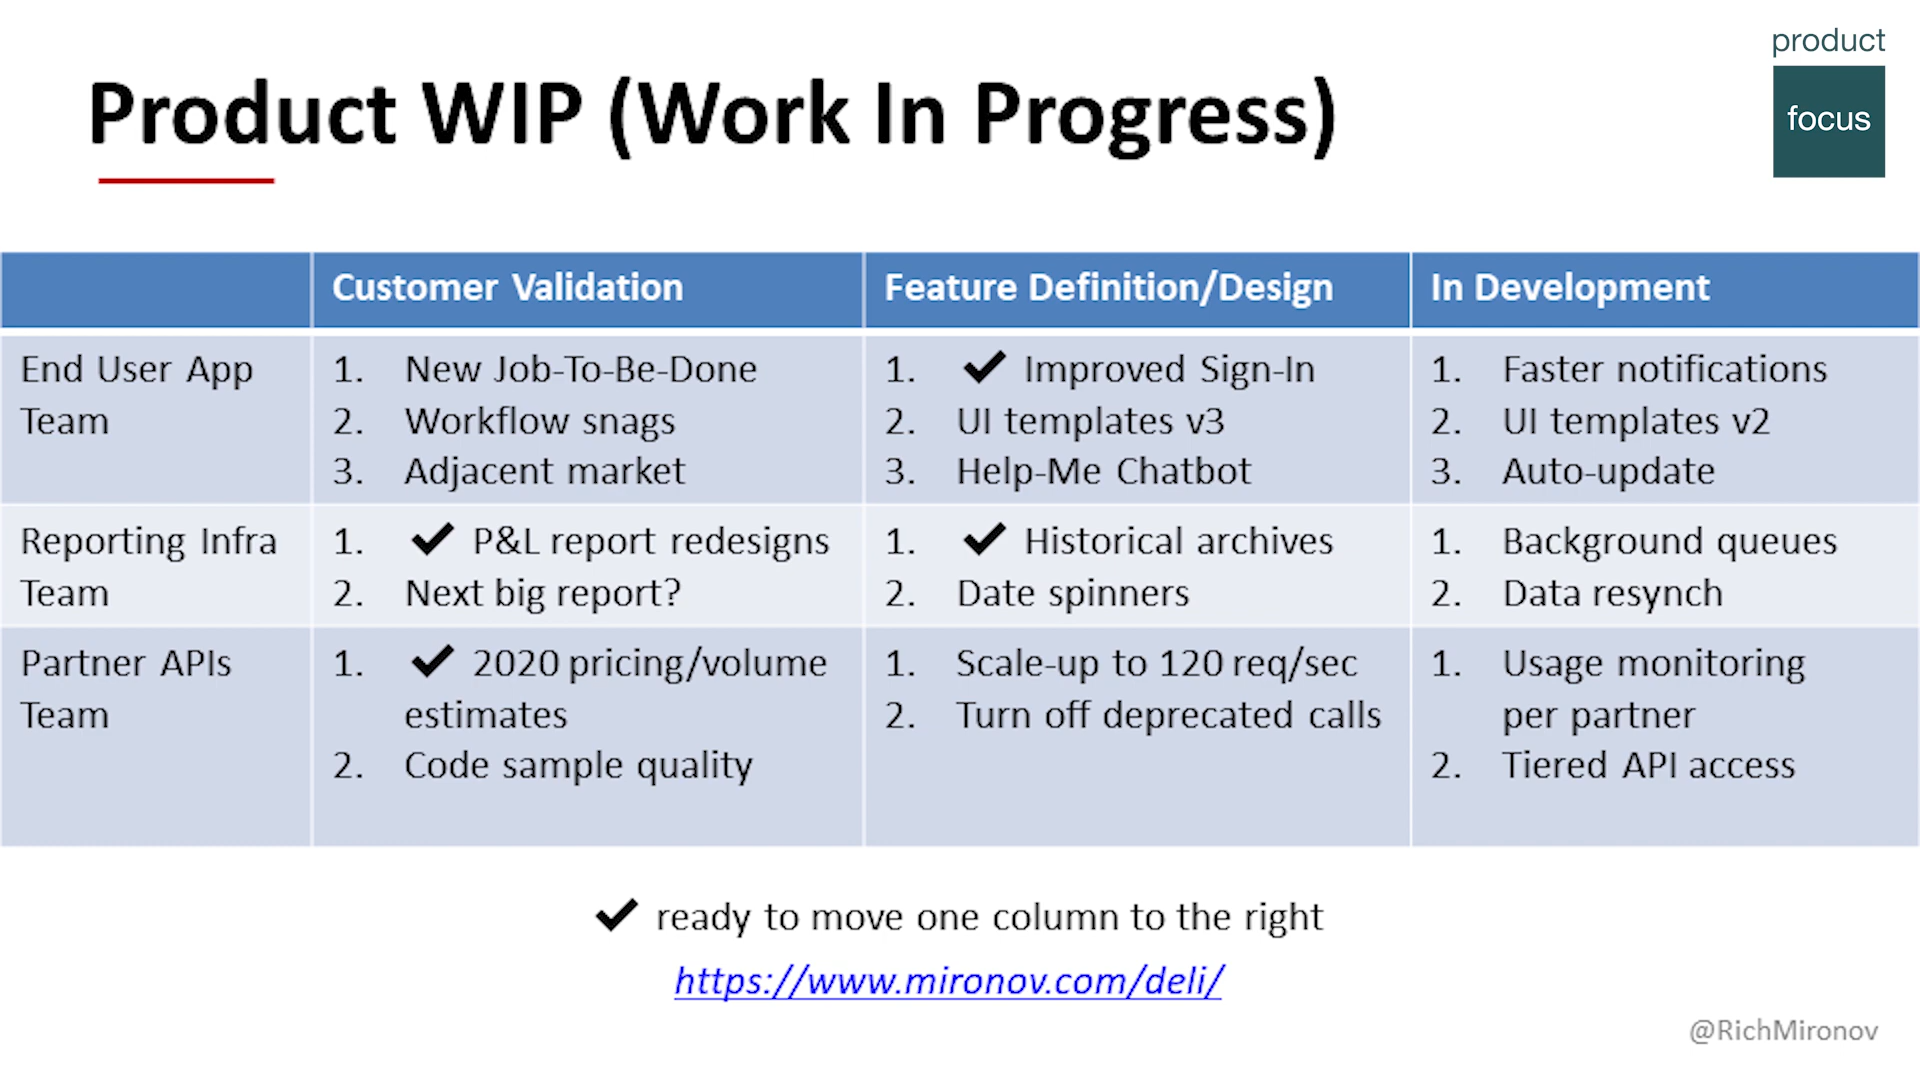 product
focus
Product WIP (Work In Progress)
Customer Validation
Feature Definition/Design
In Development
End User App
Team
1. New Job-To-Be-Done
2. Workflow snags
3. Adjacent market
1. ✔ Improved Sign-In
2. UI templates v3
3. Help-Me Chatbot
1. Faster notifications
2. UI templates v2
3. Auto-update
Reporting Infra
Team
1. ✔ P&L report redesigns
2. Next big report?
1. ✔ Historical archives
2. Date spinners
1. Background queues
2. Data resynch
Partner APIs
Team
1. ✔ 2020 pricing/volume
estimates
2. Code sample quality
1. Scale-up to 120 req/sec
2. Turn off deprecated calls
1. Usage monitoring
per partner
2. Tiered API access
✔ ready to move one column to the right
https://www.mironov.com/deli/
@RichMironov